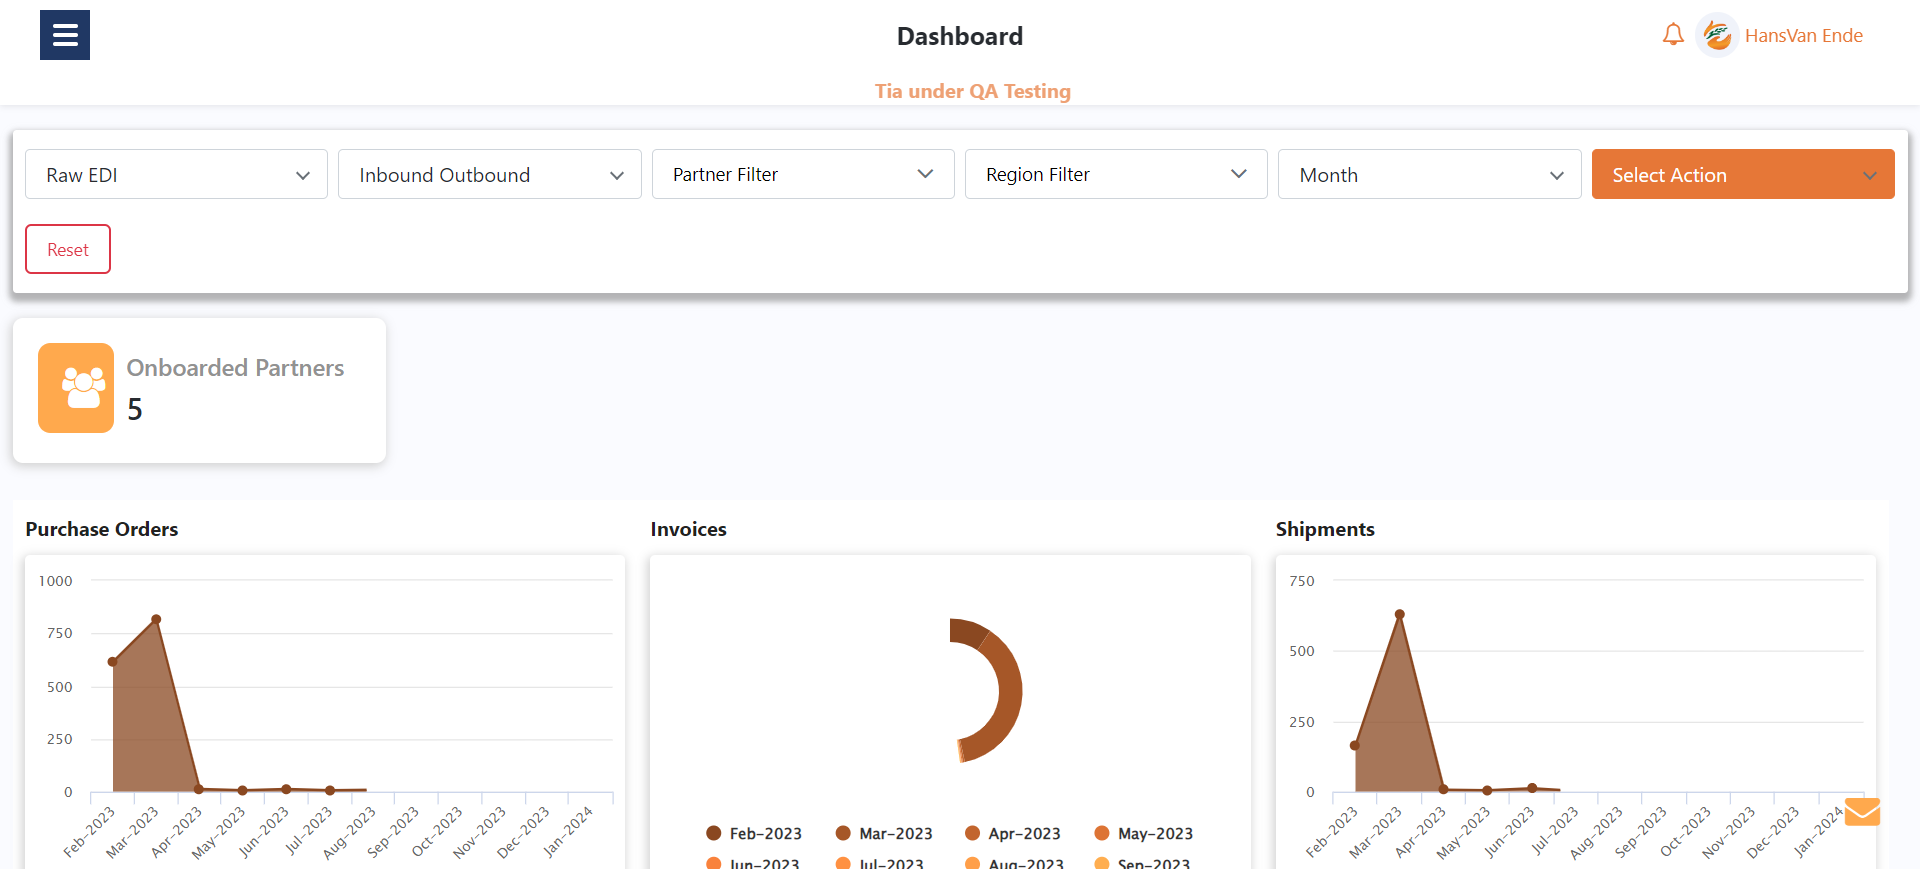 Dashboard
HansVan Ende
Tia under QA Testing
Raw EDI
Inbound Outbound
Partner Filter
Region Filter
Month
Select Action
Reset
Onboarded Partners
5
Purchase Orders
1000
750
500
250
0
Feb-2023
Mar-2023
Apr-2023
May-2023
Jun-2023
Jul-2023
Aug-2023
Sep-2023
Oct-2023
Nov-2023
Dec-2023
Jan-2024
Invoices
Feb-2023 Mar-2023 Apr-2023 May-2023
Jun-2023 Jul-2023 Aug-2023 Sep-2023
Shipments
750
500
250
0
Feb-2023
Mar-2023
Apr-2023
May-2023
Jun-2023
Jul-2023
Aug-2023
Sep-2023
Oct-2023
Nov-2023
Dec-2023
Jan-2024